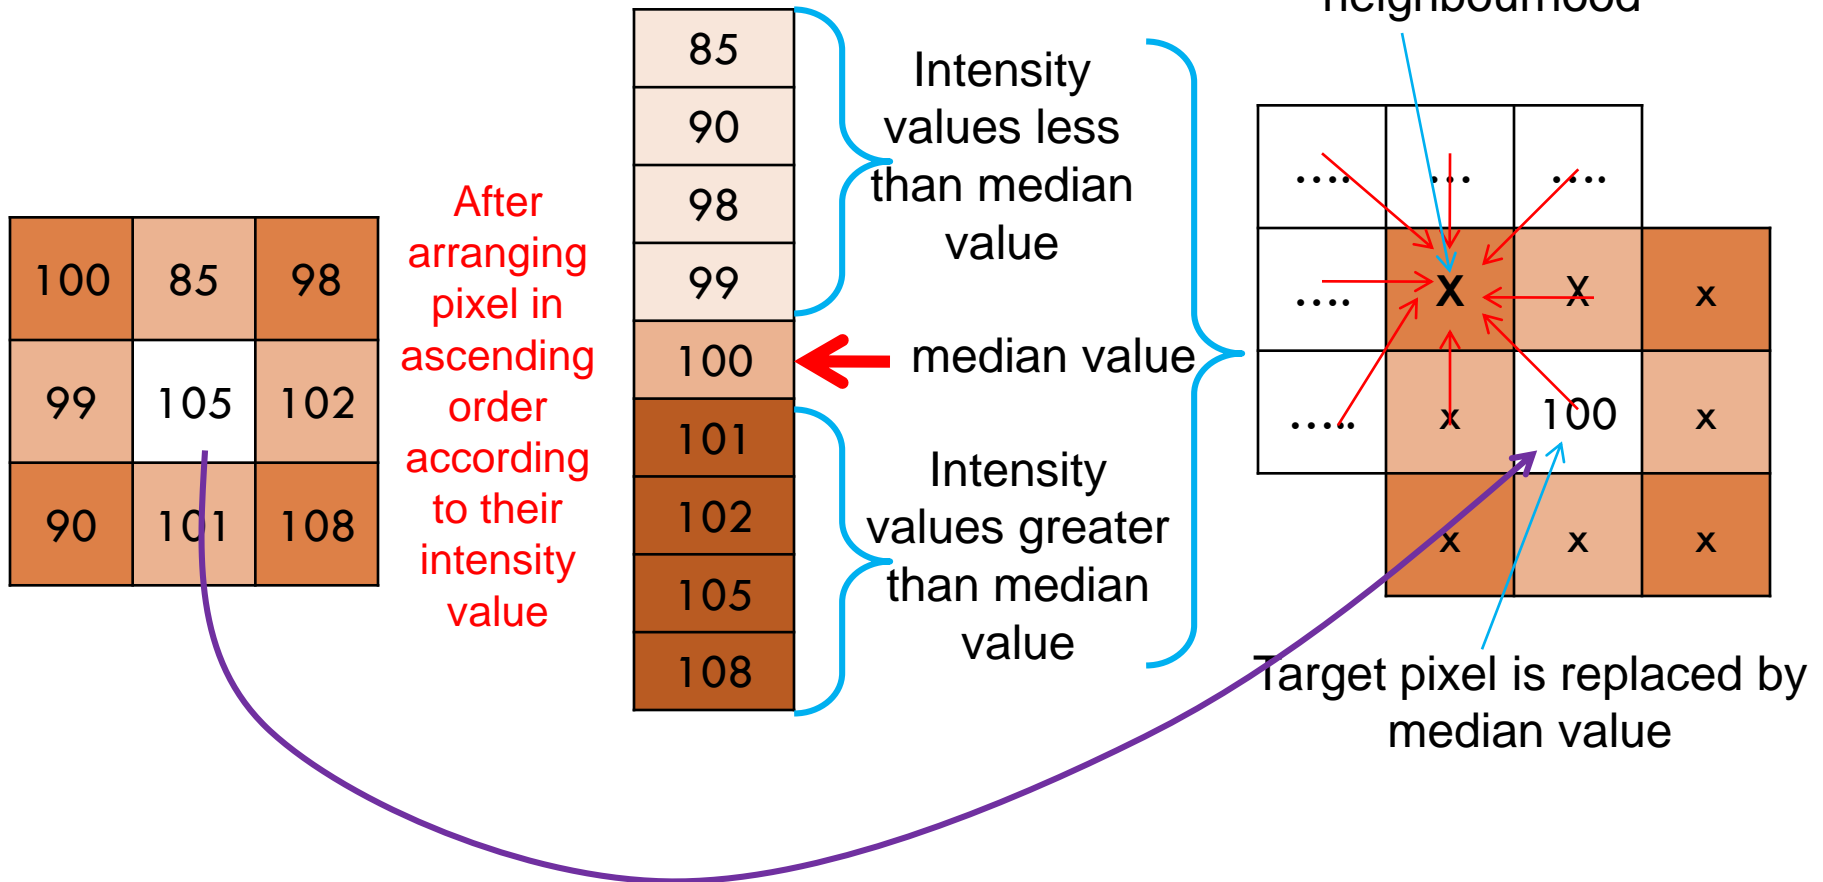 neighbourhood
100 85 98
99 105 102
90 101 108
After
arranging
pixel in
ascending
order
according
to their
intensity
value
85
90
98
99
100
101
102
105
108
Intensity
values less
than median
value
median value
Intensity
values greater
than median
value
.... ... ....
.... X X x
..... x 100 x
x x x
Target pixel is replaced by
median value